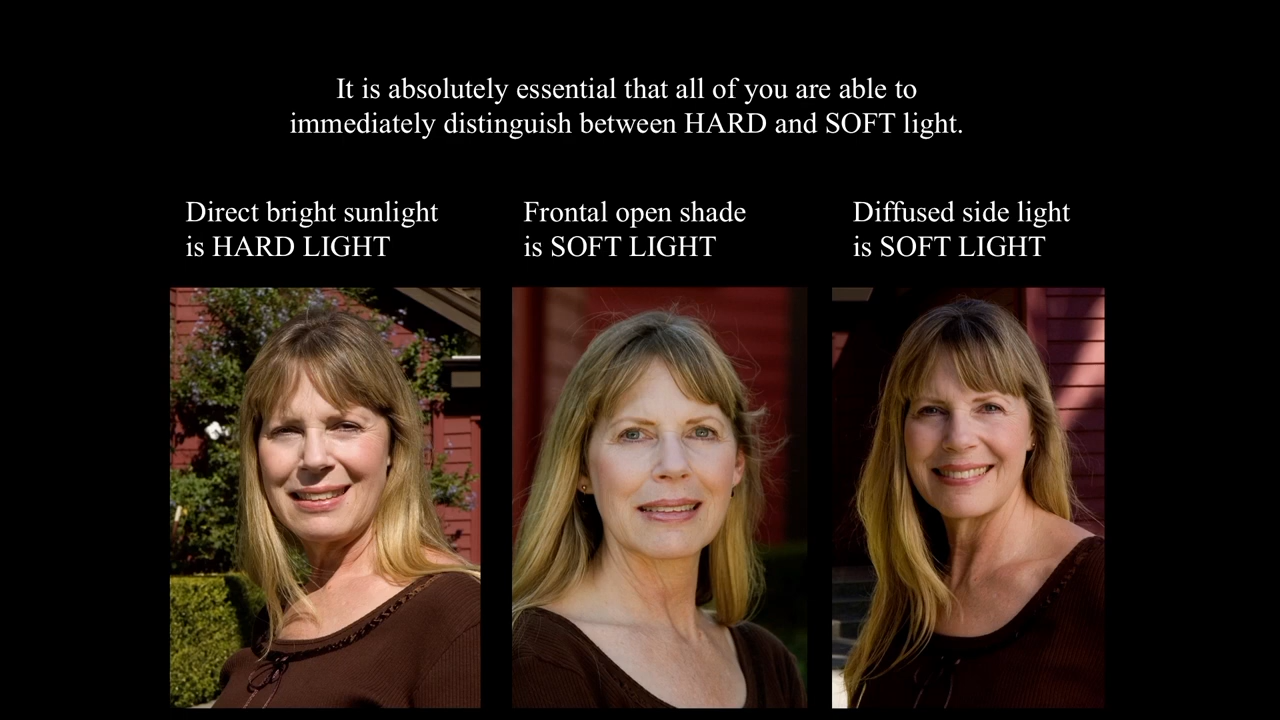 It is absolutely essential that all of you are able to
immediately distinguish between HARD and SOFT light.
Direct bright sunlight
is HARD LIGHT
Frontal open shade
is SOFT LIGHT
Diffused side light
is SOFT LIGHT